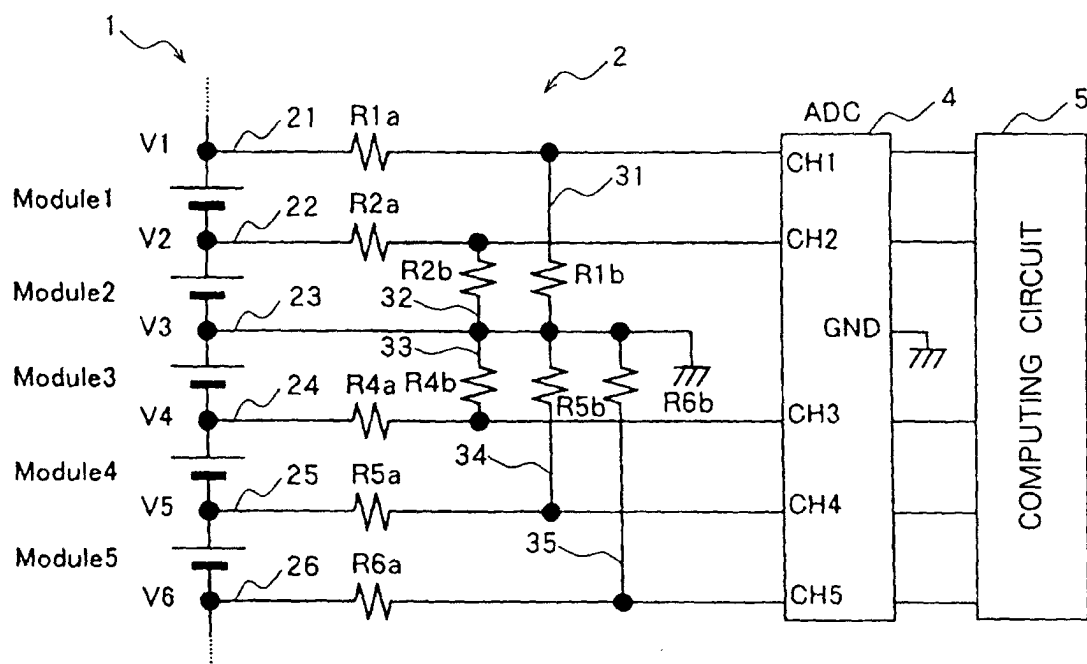 1
2
ADC
4
5
V1
21
R1a
CH1
31
Module1
22
R2a
V2
CH2
R2b
R1b
Module2
23
32
V3
GND
33
Module3
24
R4a
R4b
R5b
R6b
V4
CH3
34
Module4
25
R5a
V5
CH4
35
Module5
26
R6a
V6
CH5
COMPUTING CIRCUIT